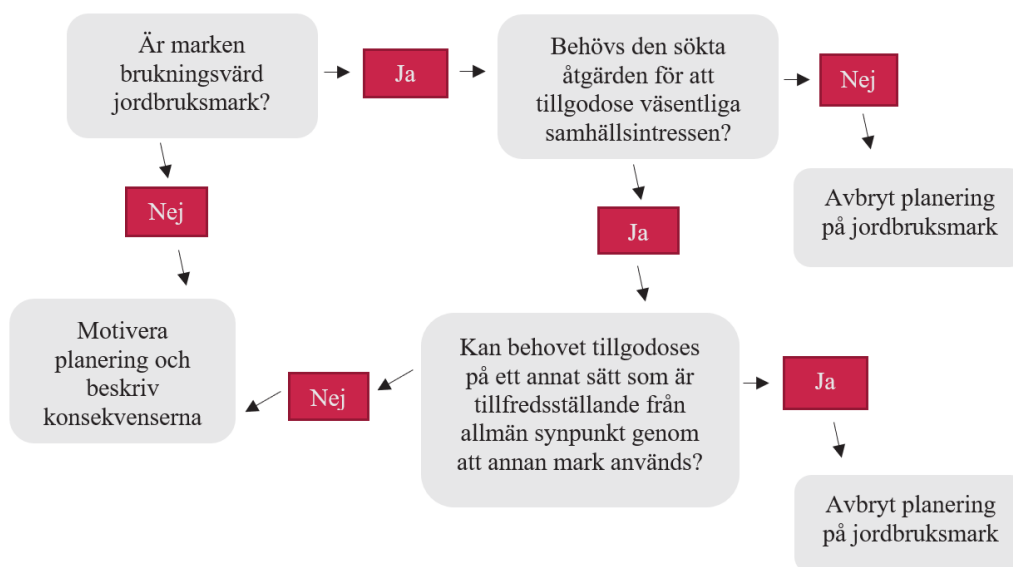 Är marken
brukningsvärd
jordbruksmark?
Ja
Behövs den sökta
åtgärden för att
tillgodose väsentliga
samhällsintressen?
Nej
Avbryt planering
på jordbruksmark
Nej
Ja
Motivera
planering och
beskriv
konsekvenserna
Nej
Kan behovet tillgodoses
på ett annat sätt som är
tillfredsställande från
allmän synpunkt genom
att annan mark används?
Ja
Avbryt planering
på jordbruksmark